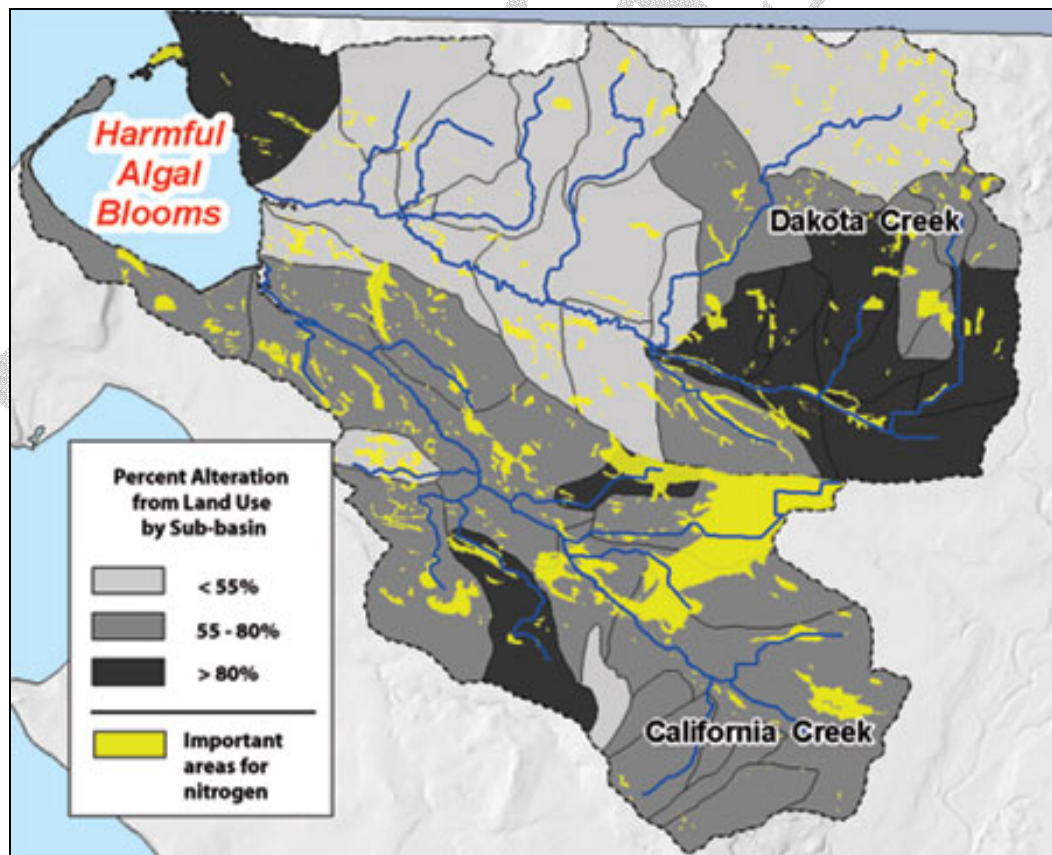 Harmful
Algal
Blooms
Dakota Creek
Percent Alteration
from Land Use
by Sub-basin
< 55%
55 - 80%
> 80%
Important
areas for
nitrogen
California Creek